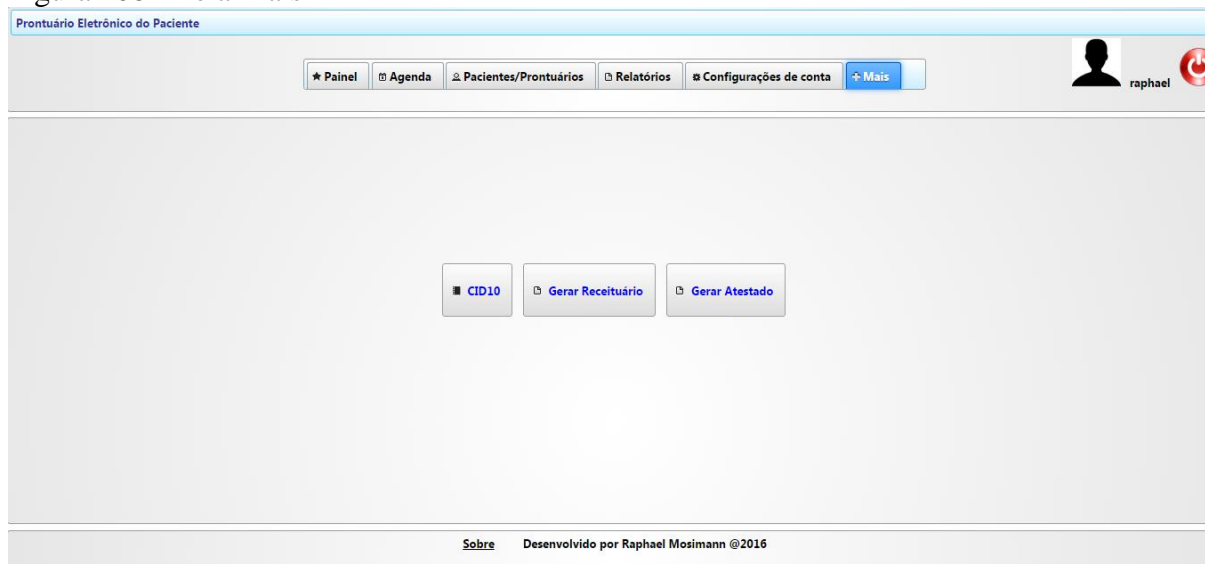 Prontuário Eletrônico do Paciente
Painel Agenda Pacientes/Prontuários Relatórios Configurações de conta Mais
raphael
CID10 Gerar Receituário Gerar Atestado
Sobre Desenvolvido por Raphael Mosimann @2016